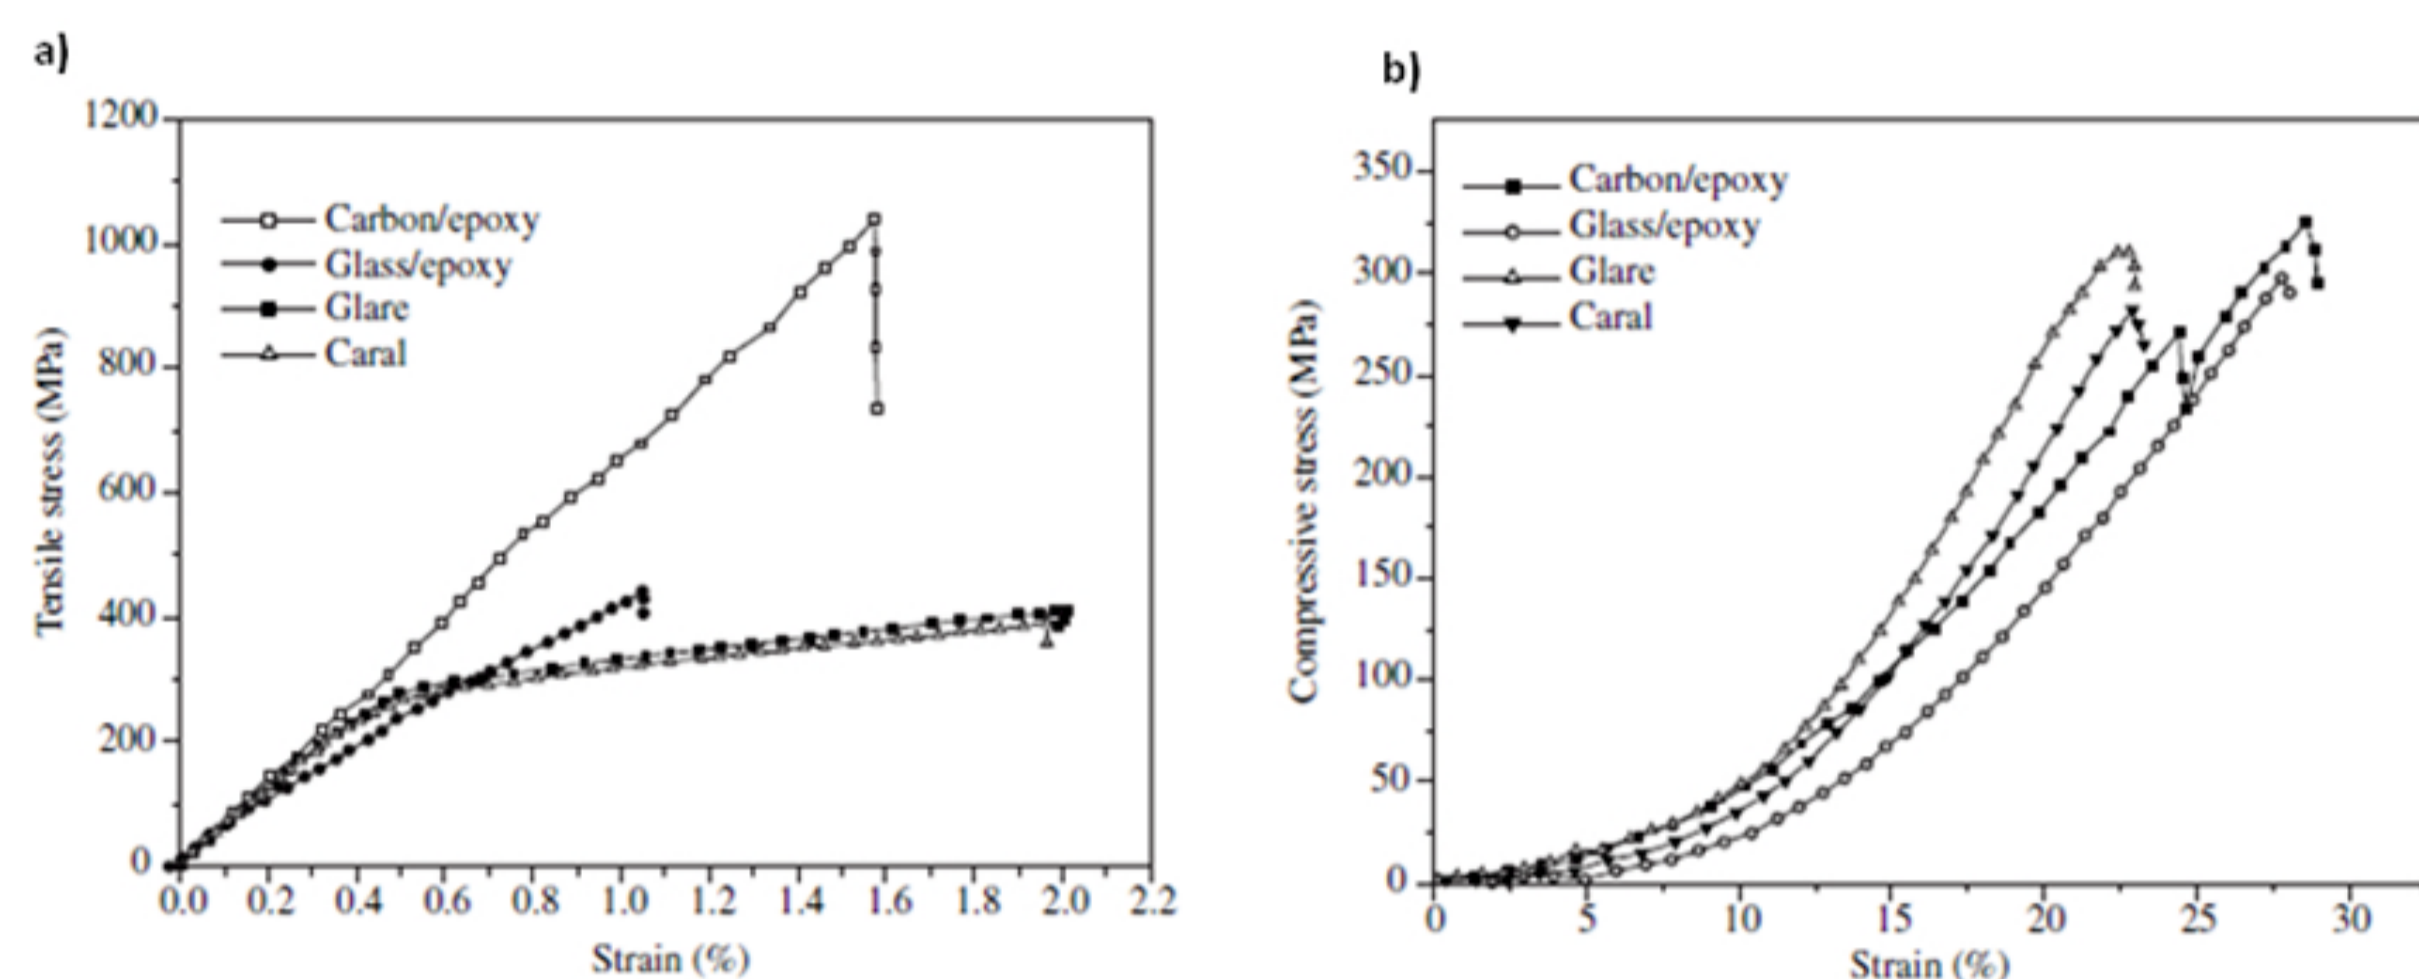 a)
Tensile stress (MPa)
1200
1000
800
600
400
200
0
Carbon/epoxy
Glass/epoxy
Glare
Caral
0.0 0.2 0.4 0.6 0.8 1.0 1.2 1.4 1.6 1.8 2.0 2.2
Strain (%)
b)
Compressive stress (MPa)
350
300
250
200
150
100
50
0
Carbon/epoxy
Glass/epoxy
Glare
Caral
0 5 10 15 20 25 30
Strain (%)